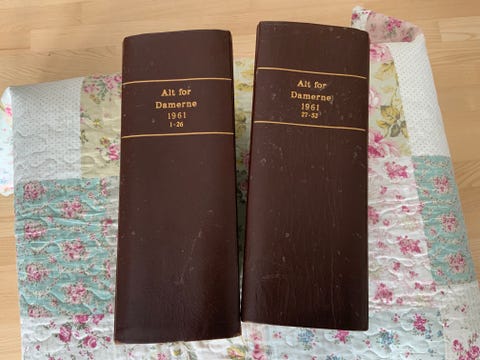 Alt for
Damerne
1961
1-26
Alt for
Damerne
1961
27-52